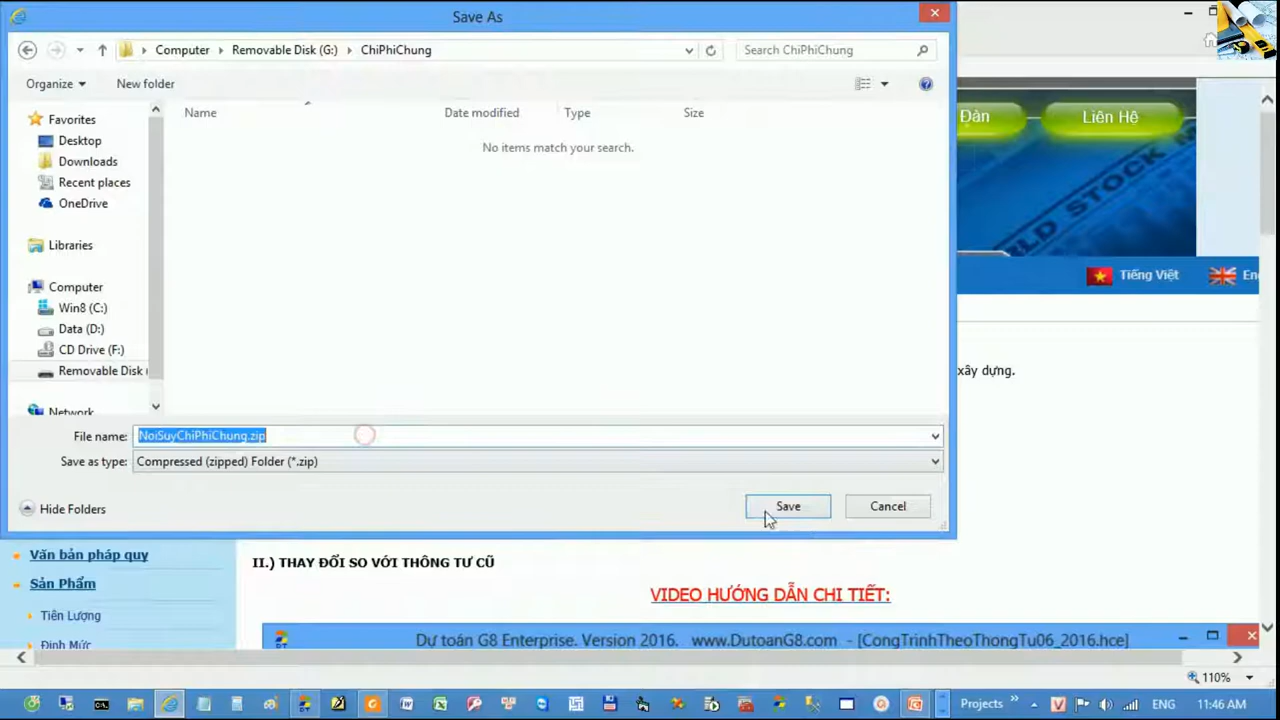 Save As
Computer Removable Disk (G:) ChiPhiChung
Search ChiPhiChung
Organize New folder
Name Date modified Type Size
No items match your search.
Favorites
Desktop
Downloads
Recent places
OneDrive
Libraries
Computer
Win8 (C:)
Data (D:)
CD Drive (F:)
Removable Disk (
Network
File name: NoiSuyChiPhiChung.zip
Save as type: Compressed (zipped) Folder (*.zip)
Hide Folders
Save Cancel
Đàn Liên Hệ
LD STOCK M
Tiếng Việt En
xây dựng.
Văn bản pháp quy
Sản Phẩm
Tiên Lượng
Định Mức
II.) THAY ĐỔI SO VỚI THÔNG TƯ CŨ
VIDEO HƯỚNG DẪN CHI TIẾT:
Dự toán G8 Enterprise. Version 2016. www.DutoanG8.com - [CongTrinhTheoThongTu06_2016.hce]
110%
Projects ENG 11:46 AM